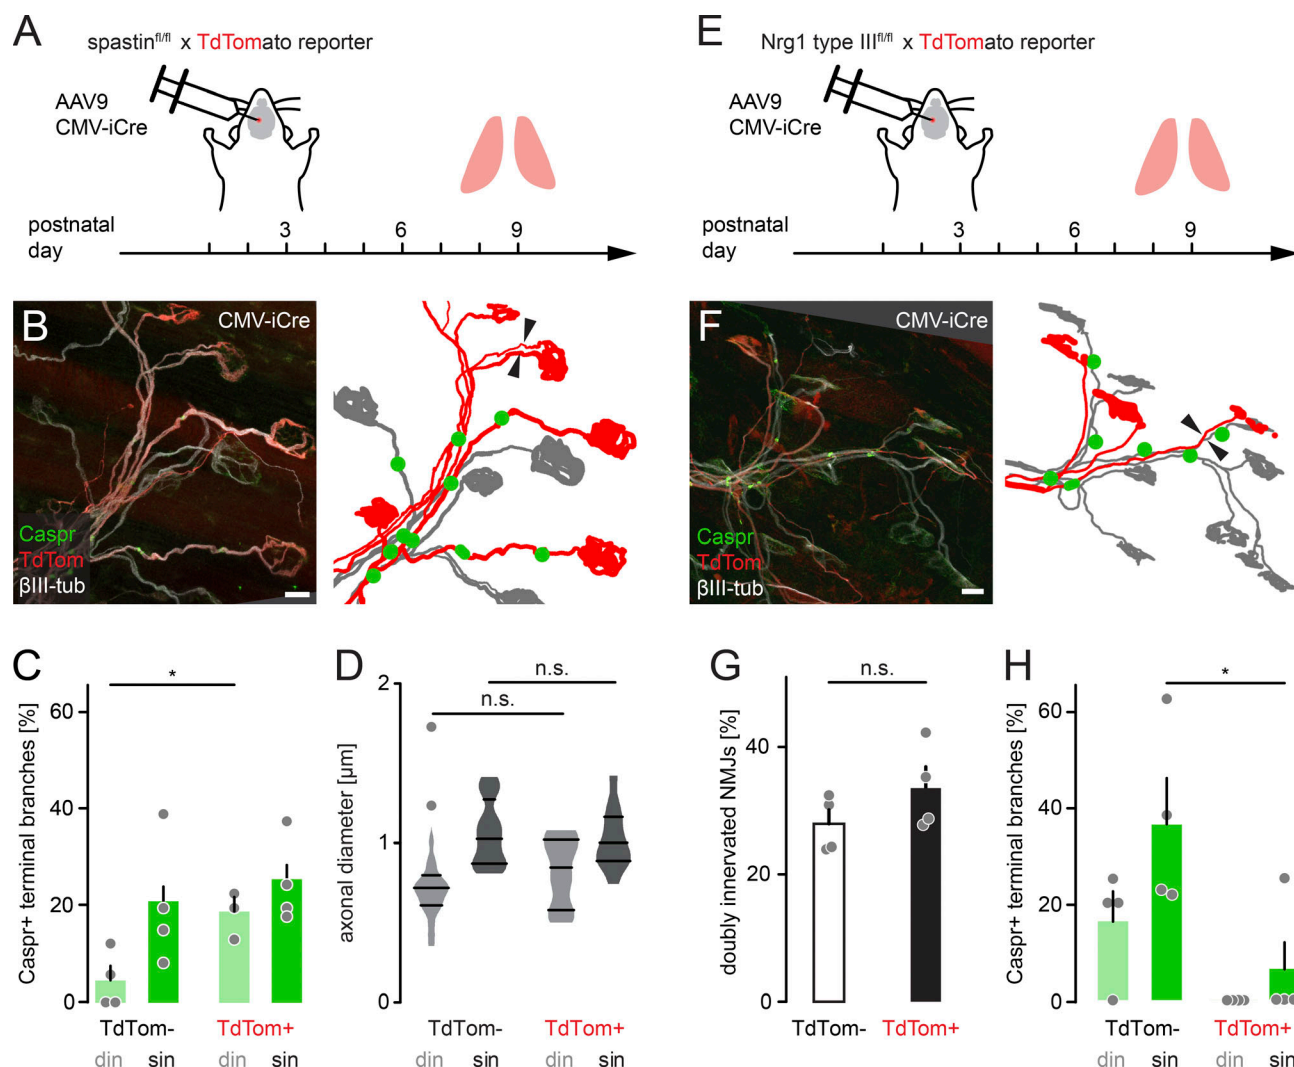 A
spastinfl/fl x TdTomato reporter
AAV9
CMV-iCre
postnatal
day
3
6
9
E
Nrg1 type IIIfl/fl x TdTomato reporter
AAV9
CMV-iCre
postnatal
day
3
6
9
B
CMV-iCre
Caspr
TdTom
βIII-tub
F
CMV-iCre
Caspr
TdTom
βIII-tub
C
Caspr+ terminal branches [%]
60
40
20
0
*
TdTom- TdTom+
din sin din sin
D
axonal diameter [µm]
2
1
0
n.s.
n.s.
TdTom- TdTom+
din sin din sin
G
doubly innervated NMJs [%]
40
20
0
n.s.
TdTom- TdTom+
H
Caspr+ terminal branches [%]
60
40
20
0
*
TdTom- TdTom+
din sin din sin